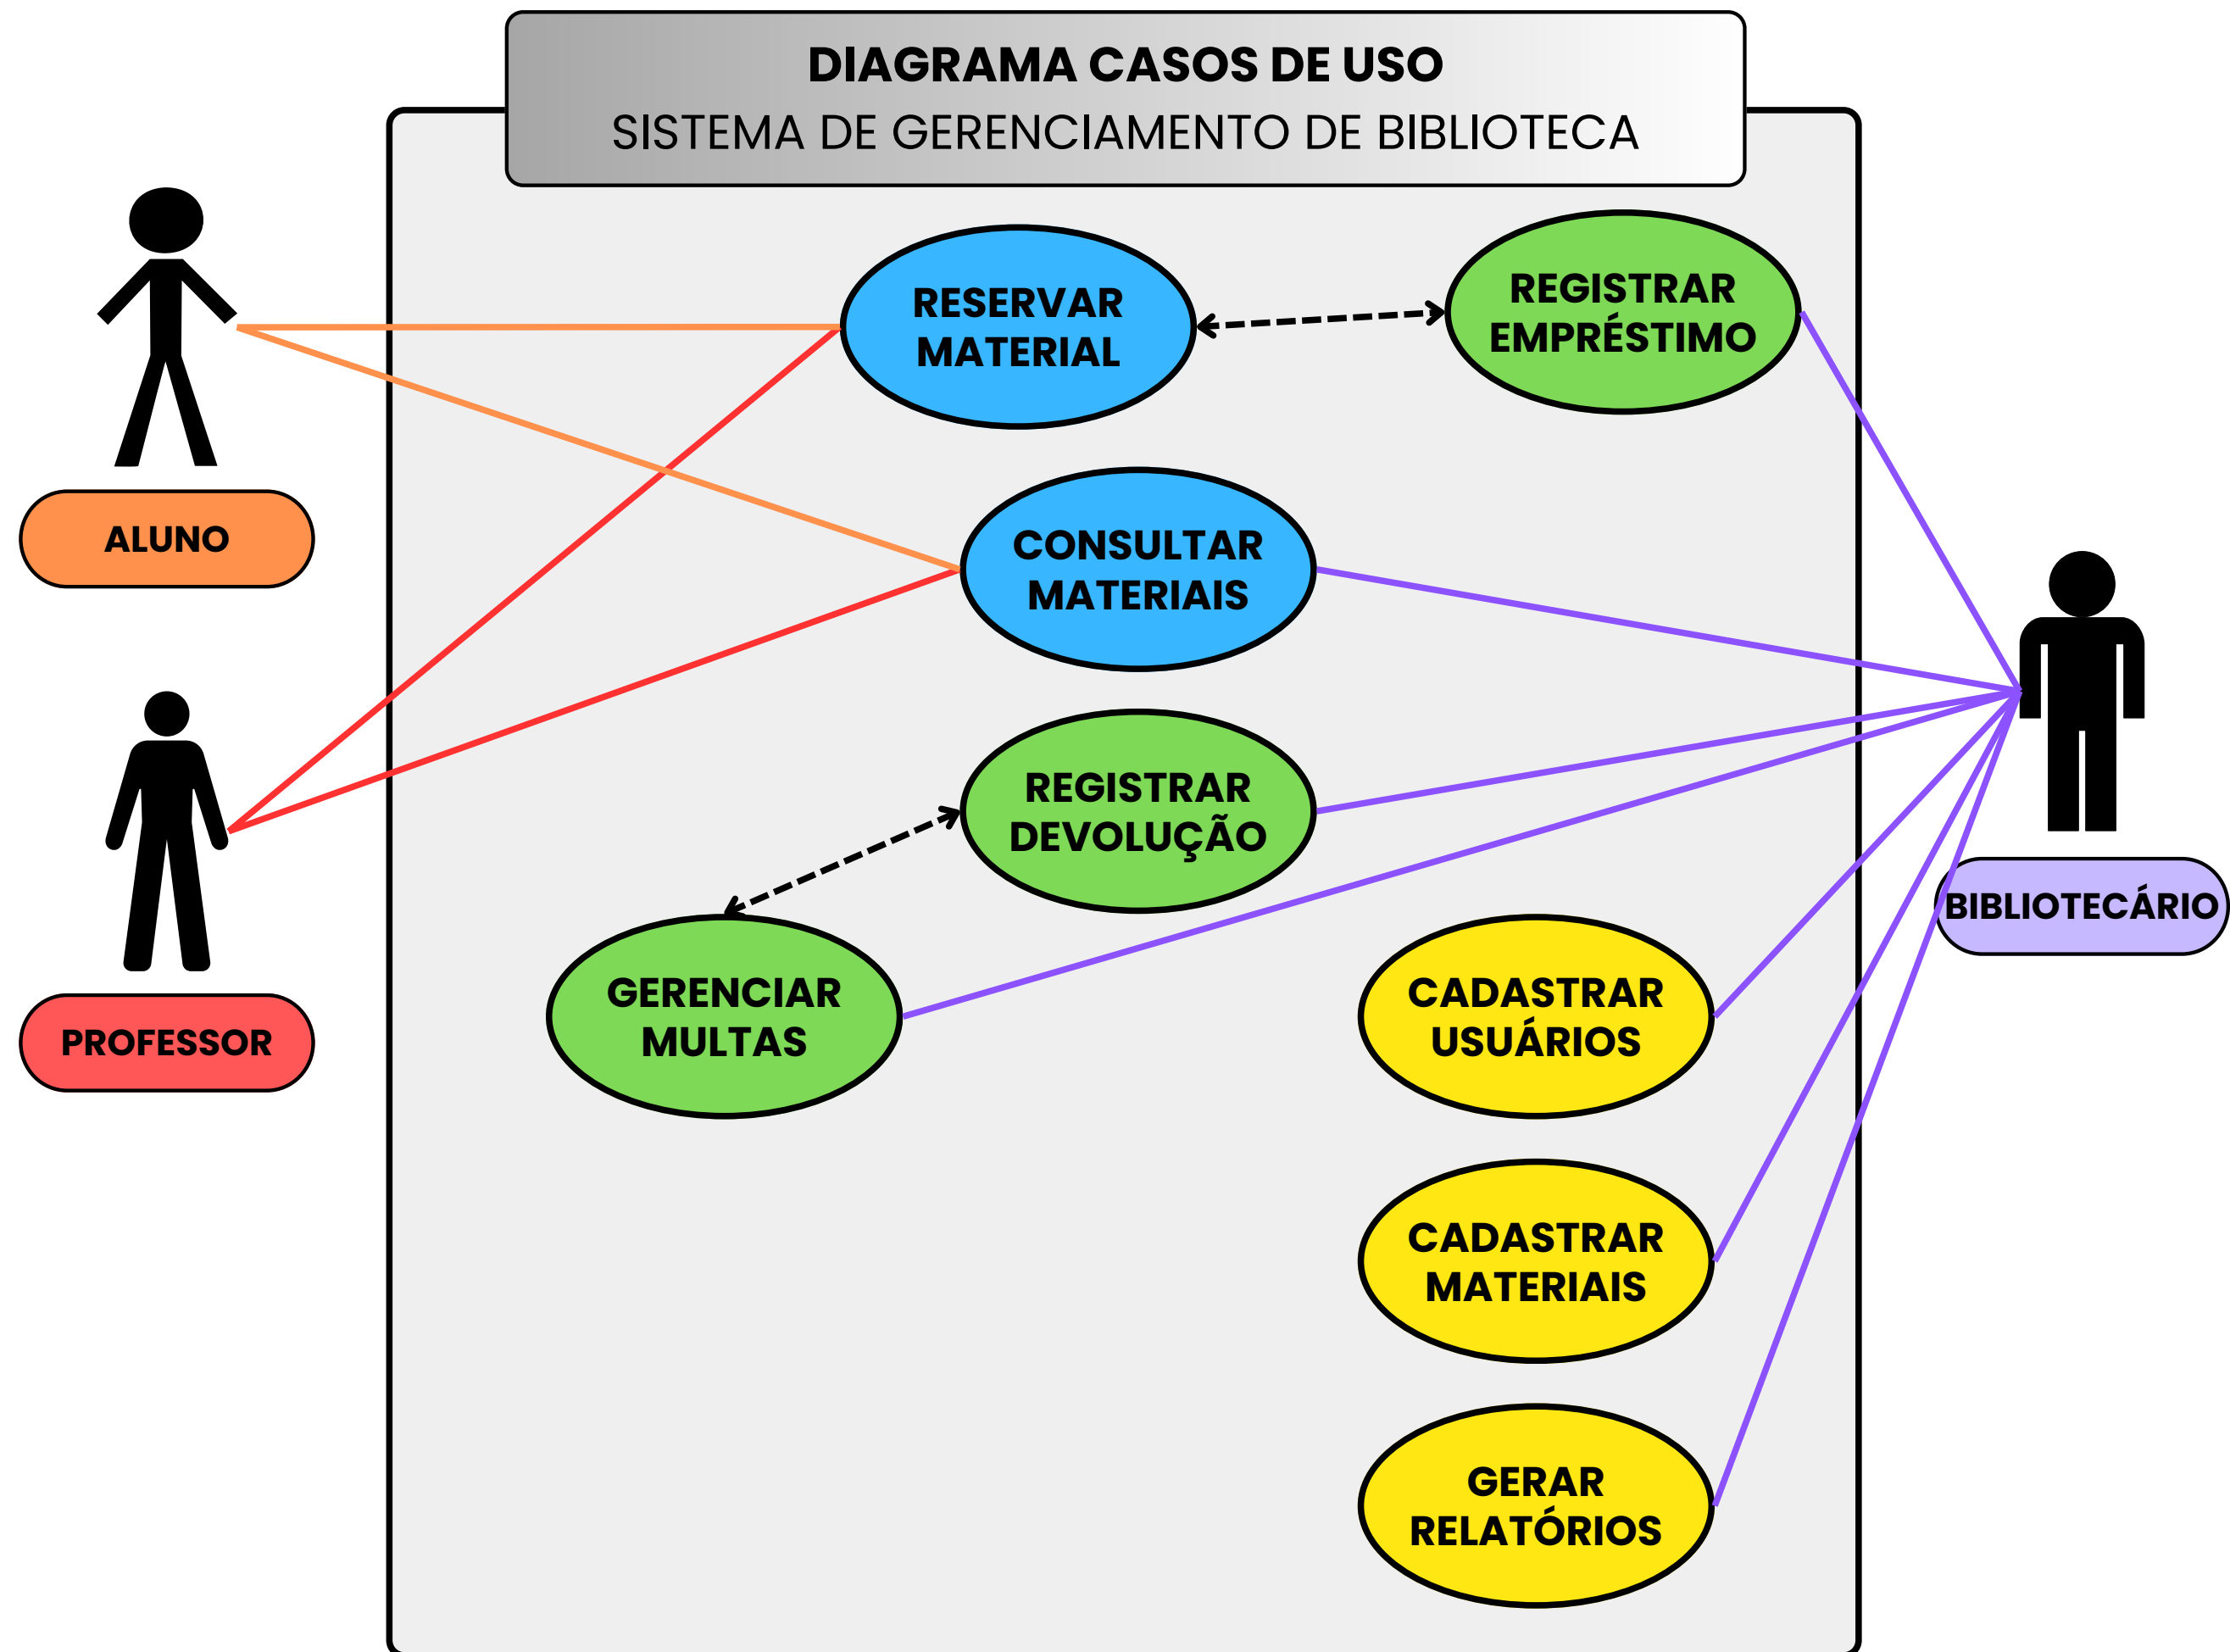 DIAGRAMA CASOS DE USO
SISTEMA DE GERENCIAMENTO DE BIBLIOTECA
RESERVAR
MATERIAL
REGISTRAR
EMPRÉSTIMO
ALUNO
CONSULTAR
MATERIAIS
REGISTRAR
DEVOLUÇÃO
BIBLIOTECÁRIO
PROFESSOR
GERENCIAR
MULTAS
CADASTRAR
USUÁRIOS
CADASTRAR
MATERIAIS
GERAR
RELATÓRIOS